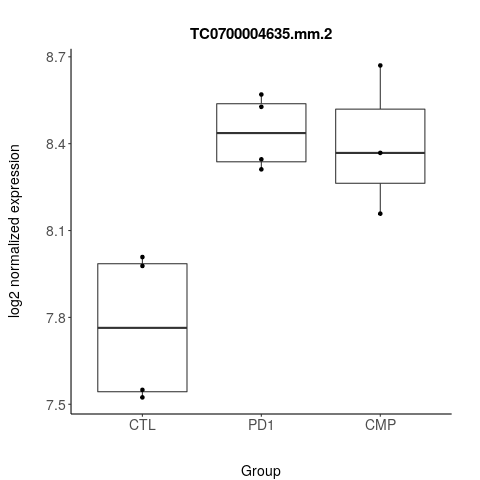 TC0700004635.mm.2
log2 normalized expression
8.7
8.4
8.1
7.8
7.5
CTL PD1 CMP
Group